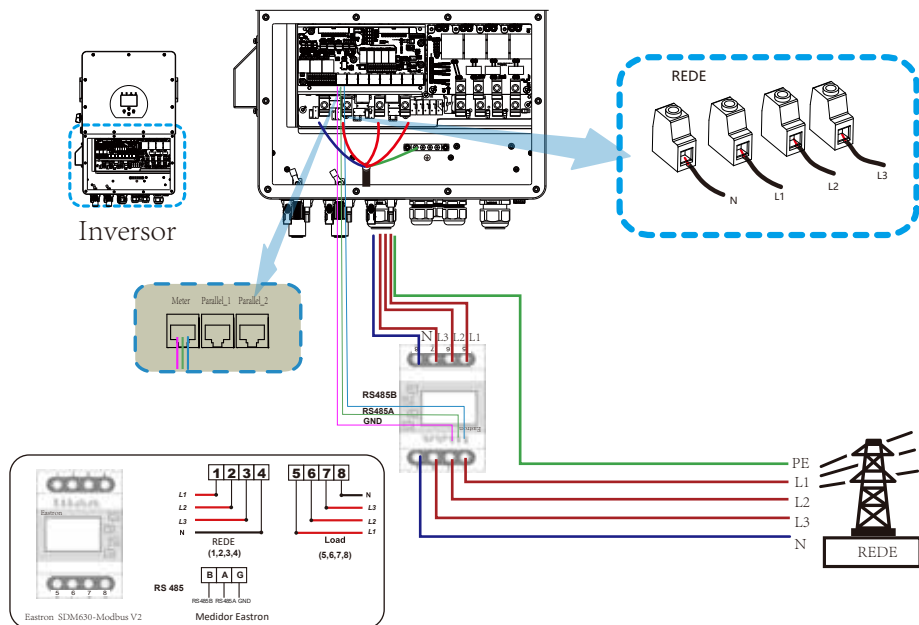 REDE
N
L1
L2
L3
Inversor
Meter
Parallel_1
Parallel_2
N
L3
L2
L1
RS485B
RS485A
GND
Eastron
PE
L1
L2
L3
N
REDE
Eastron
5 6 7 8
1 2 3 4
L1
L2
L3
N
REDE
(1,2,3,4)
5 6 7 8
N
L3
L2
L1
Load
(5,6,7,8)
RS 485
B A G
RS485B RS485A GND
Eastron SDM630-Modbus V2
Medidor Eastron